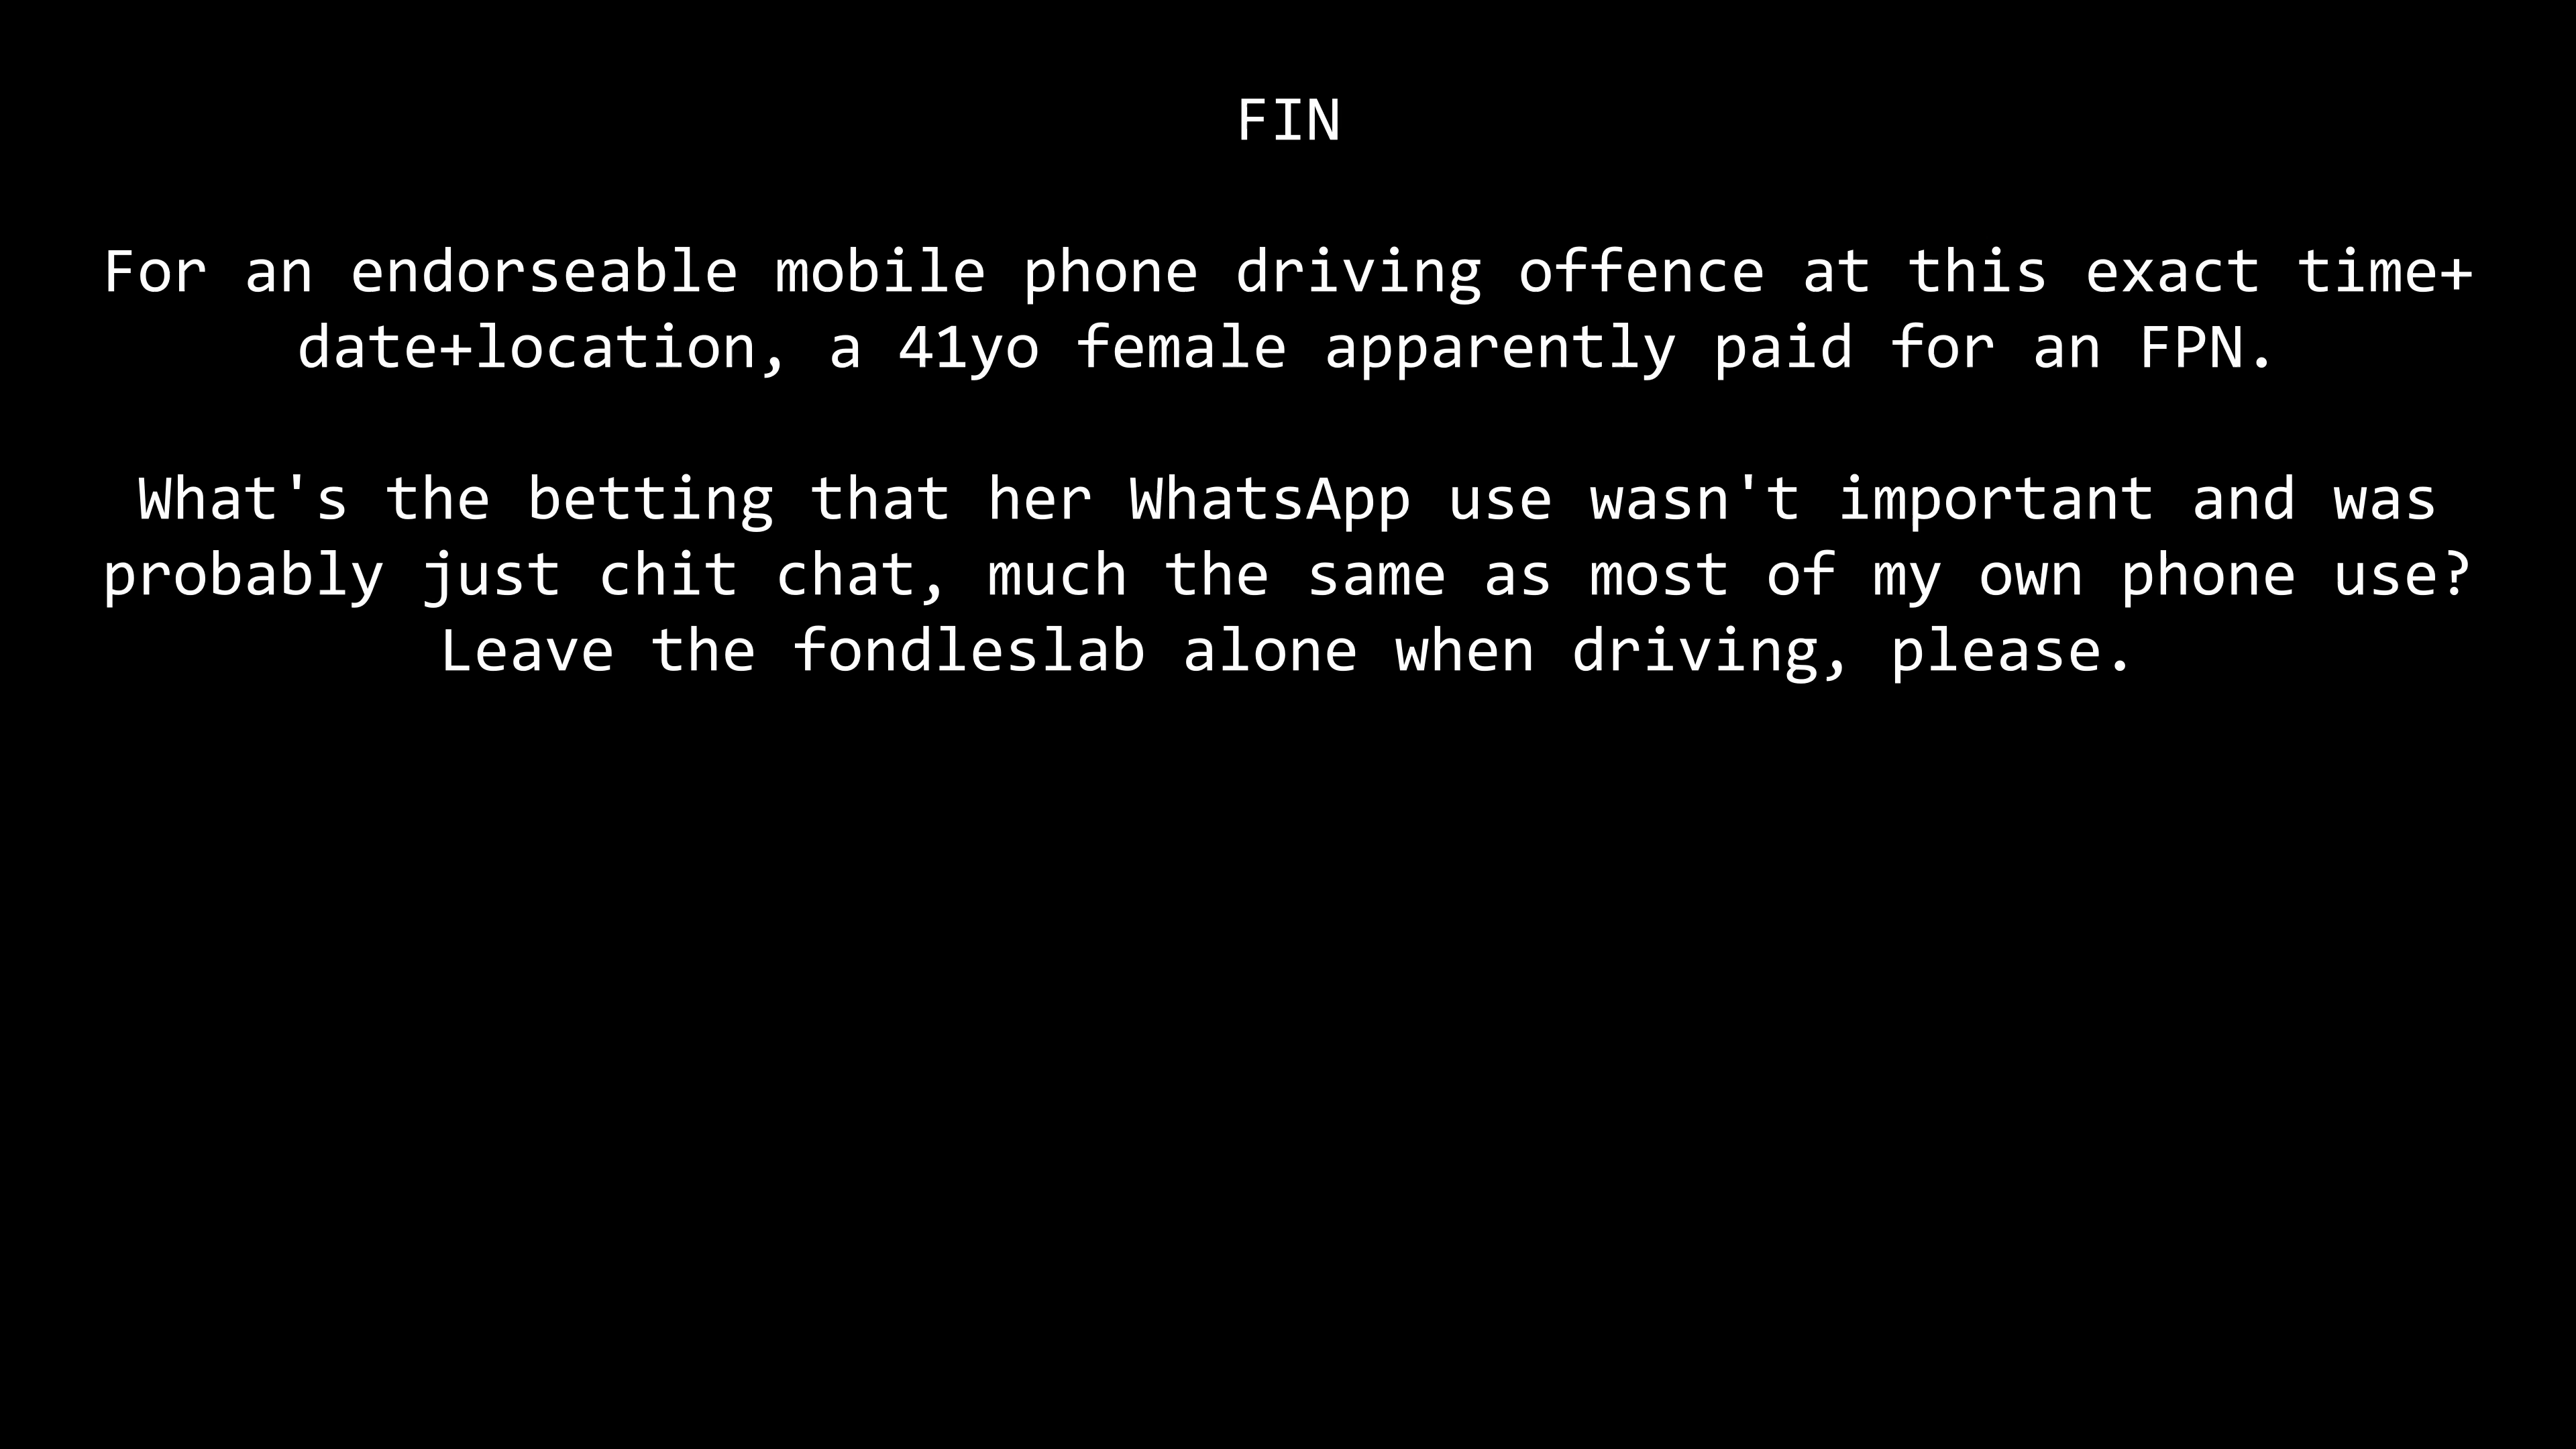 FIN
For an endorseable mobile phone driving offence at this exact time+
date+location, a 41yo female apparently paid for an FPN.
What's the betting that her WhatsApp use wasn't important and was
probably just chit chat, much the same as most of my own phone use?
Leave the fondleslab alone when driving, please.